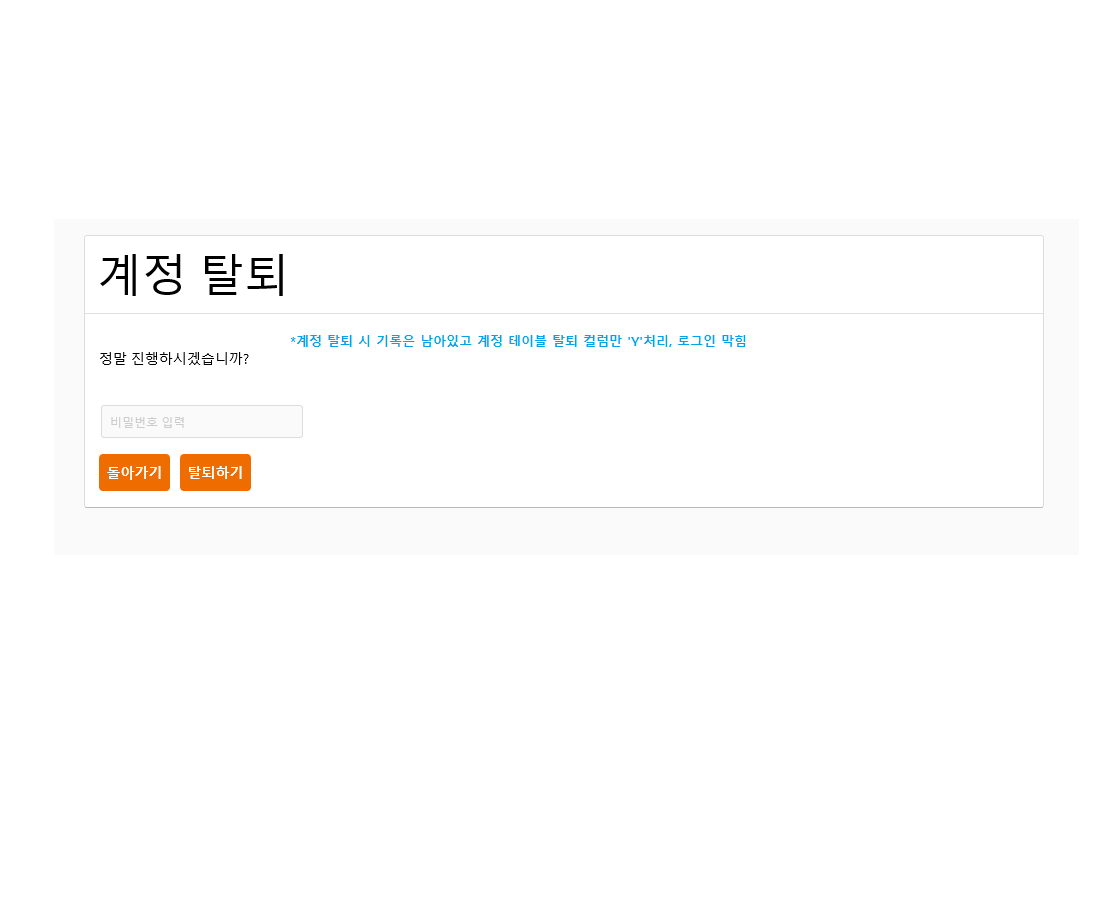 계정 탈퇴
*계정 탈퇴 시 기록은 남아있고 계정 테이블 탈퇴 컬럼만 'Y'처리, 로그인 막힘
정말 진행하시겠습니까?
비밀번호 입력
돌아가기 탈퇴하기